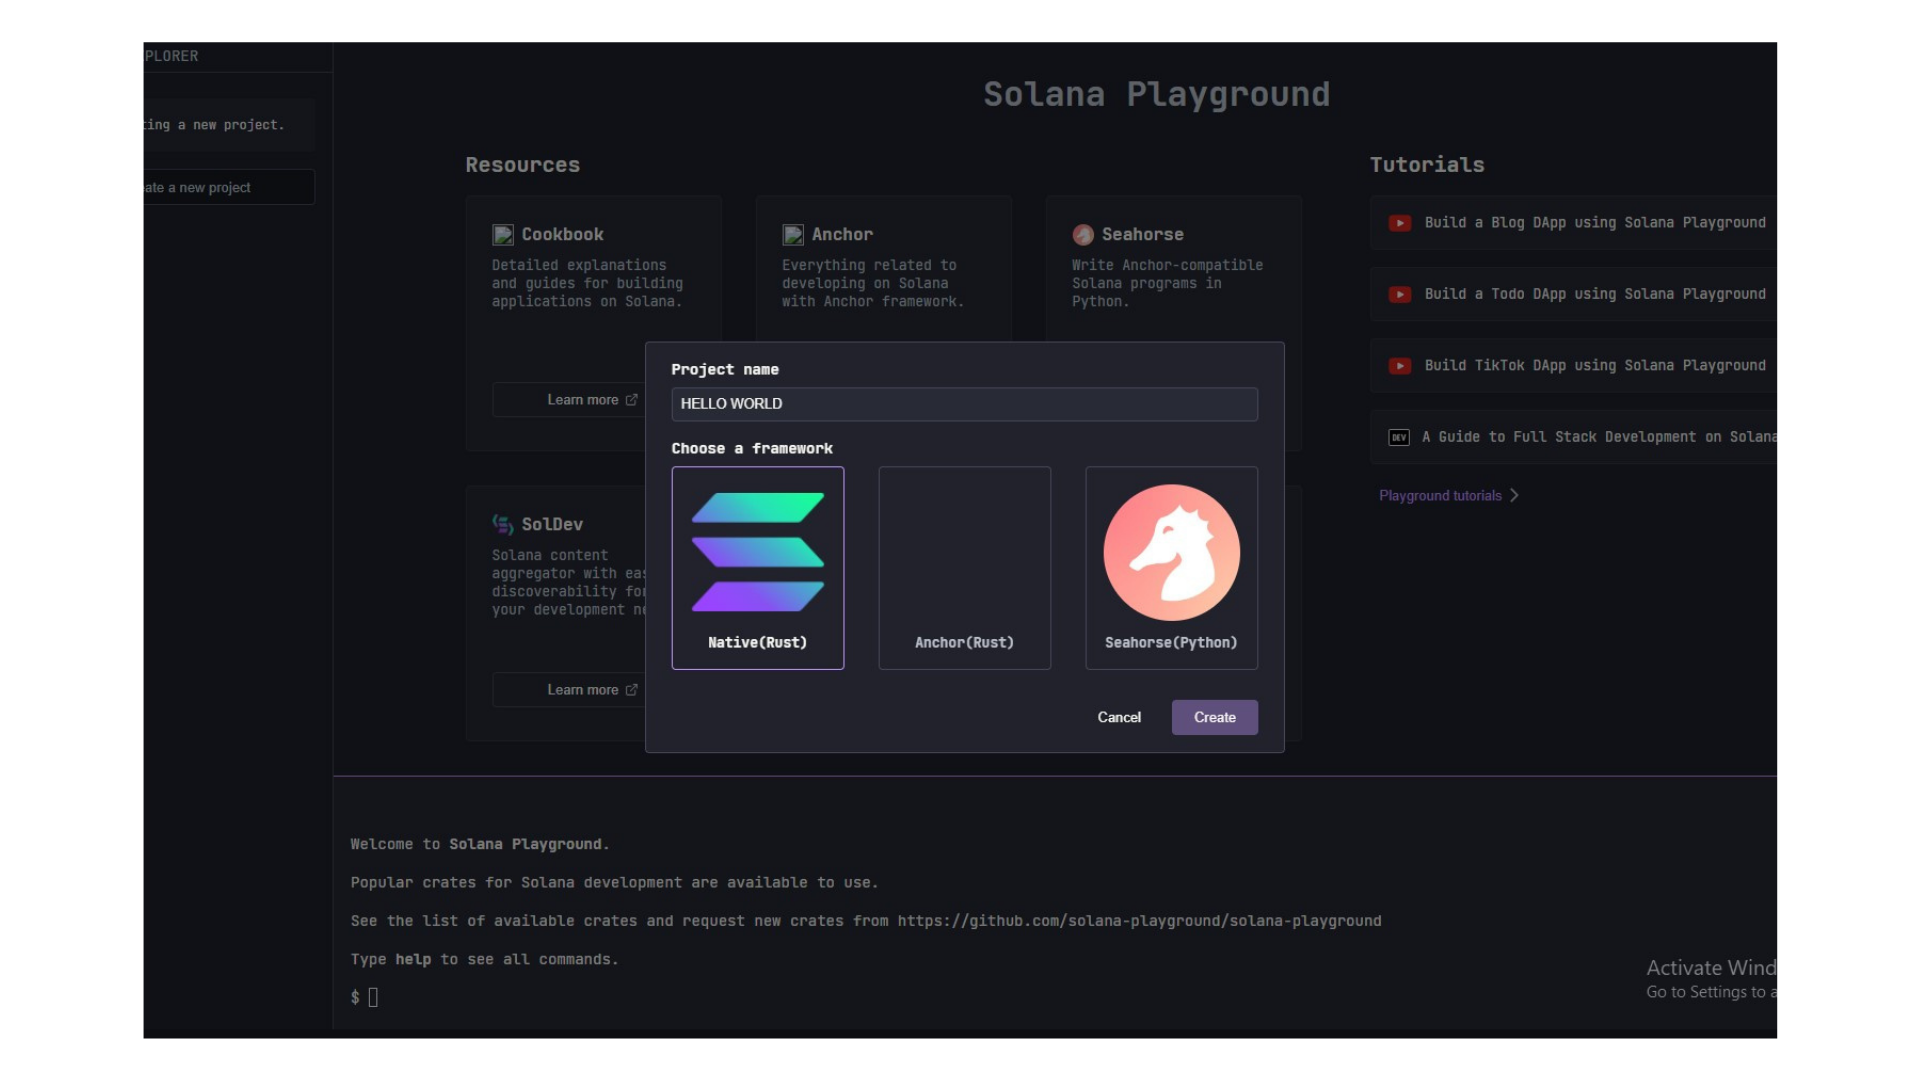 PLORER
ting a new project.
ate a new project
Solana Playground
Resources
Tutorials
Cookbook
Detailed explanations
and guides for building
applications on Solana.
Learn more
Anchor
Everything related to
developing on Solana
with Anchor framework.
Seahorse
Write Anchor-compatible
Solana programs in
Python.
Build a Blog DApp using Solana Playground
Build a Todo DApp using Solana Playground
Build TikTok DApp using Solana Playground
DEV A Guide to Full Stack Development on Solana
Playground tutorials
SolDev
Solana content
aggregator with eas
discoverability for
your development ne
Learn more
Project name
HELLO WORLD
Choose a framework
Native(Rust)
Anchor(Rust)
Seahorse(Python)
Cancel
Create
Welcome to Solana Playground.
Popular crates for Solana development are available to use.
See the list of available crates and request new crates from https://github.com/solana-playground/solana-playground
Type help to see all commands.
$
Activate Wind
Go to Settings to a